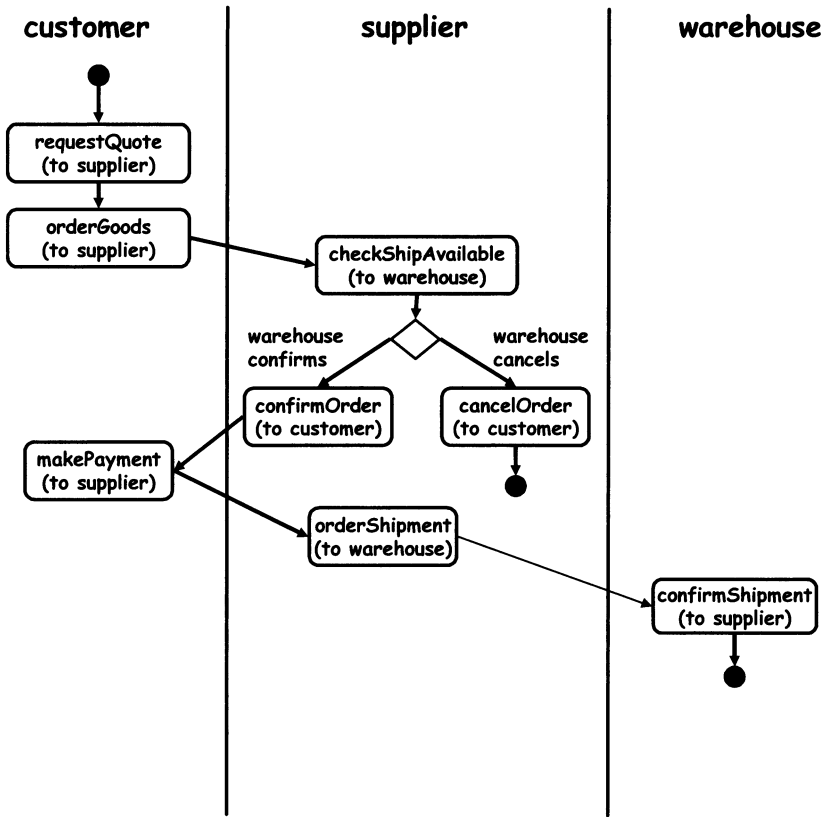 customer
supplier
warehouse
requestQuote
(to supplier)
orderGoods
(to supplier)
checkShipAvailable
(to warehouse)
warehouse
confirms
warehouse
cancels
confirmOrder
(to customer)
cancelOrder
(to customer)
makePayment
(to supplier)
orderShipment
(to warehouse)
confirmShipment
(to supplier)